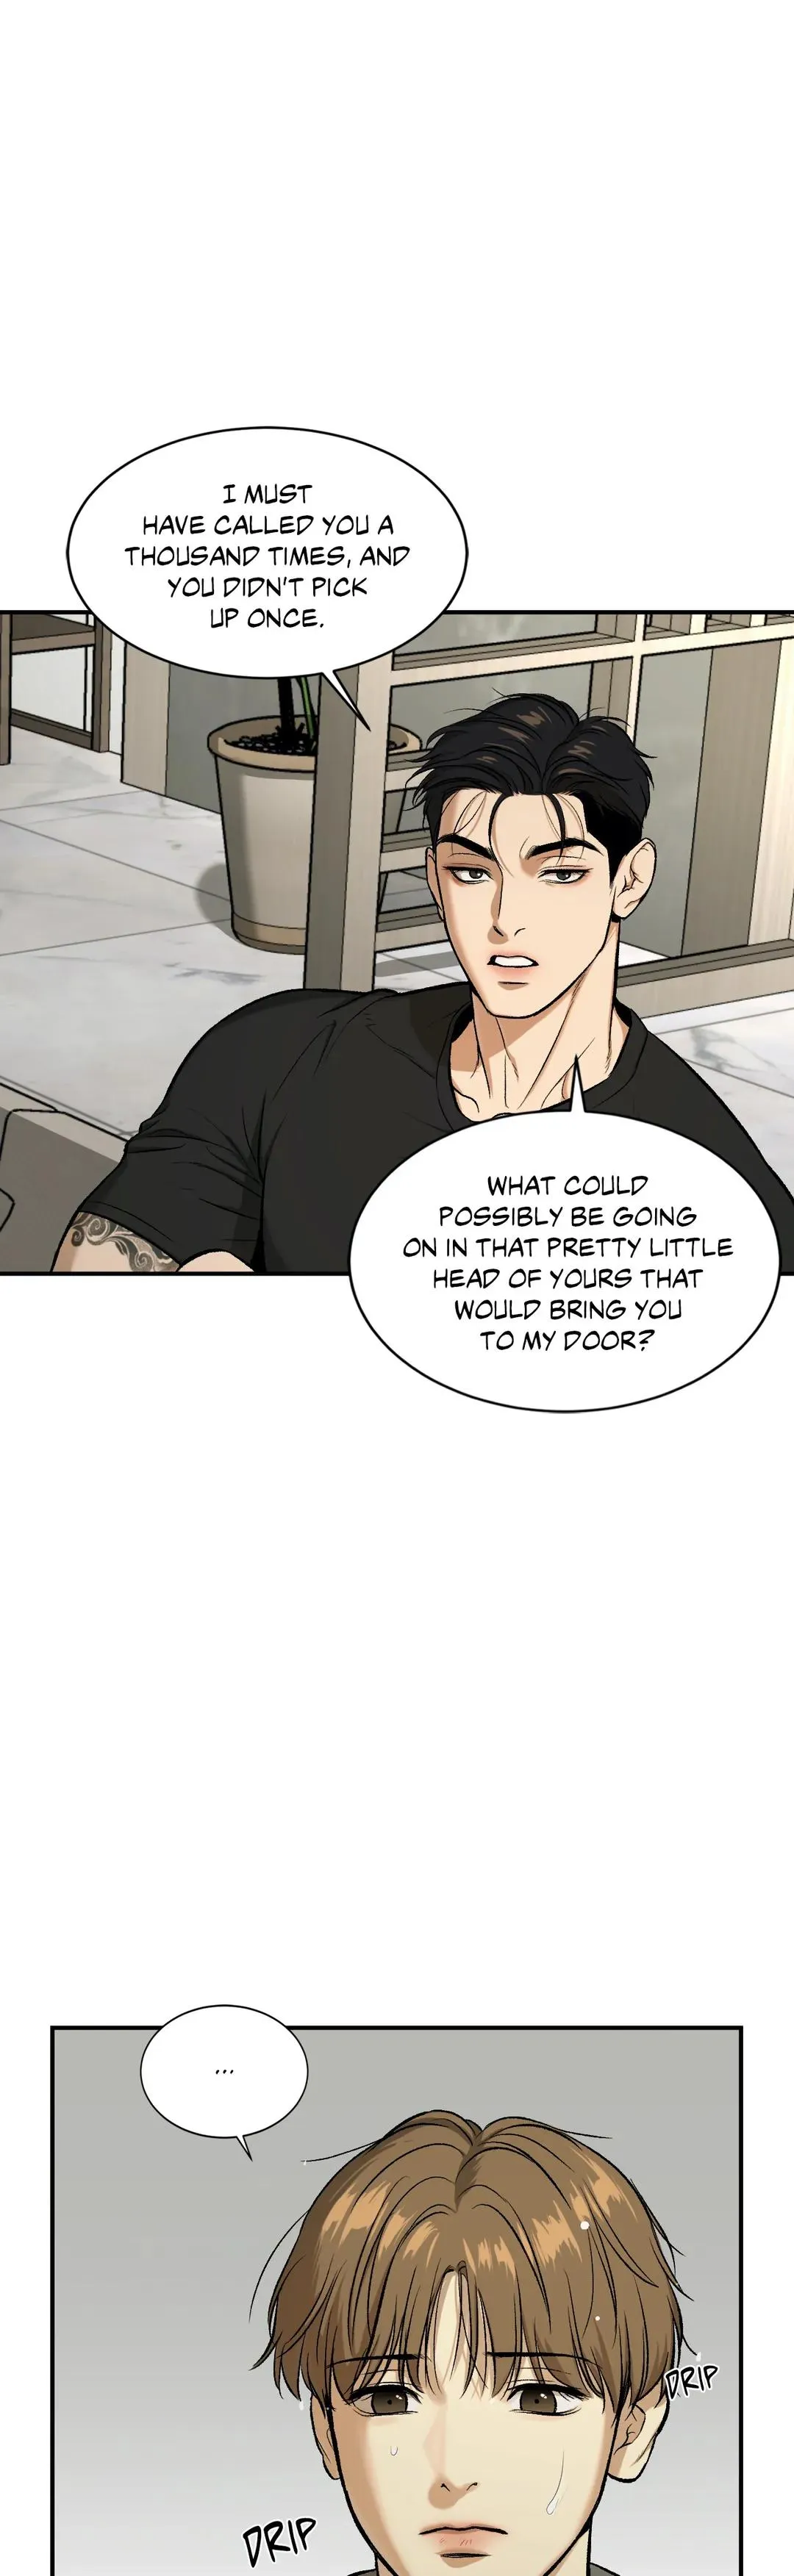 I MUST
HAVE CALLED YOU A
THOUSAND TIMES, AND
YOU DIDN'T PICK
UP ONCE.
WHAT COULD
POSSIBLY BE GOING
ON IN THAT PRETTY LITTLE
HEAD OF YOURS THAT
WOULD BRING YOU
TO MY DOOR?
...
DRIP
DRIP